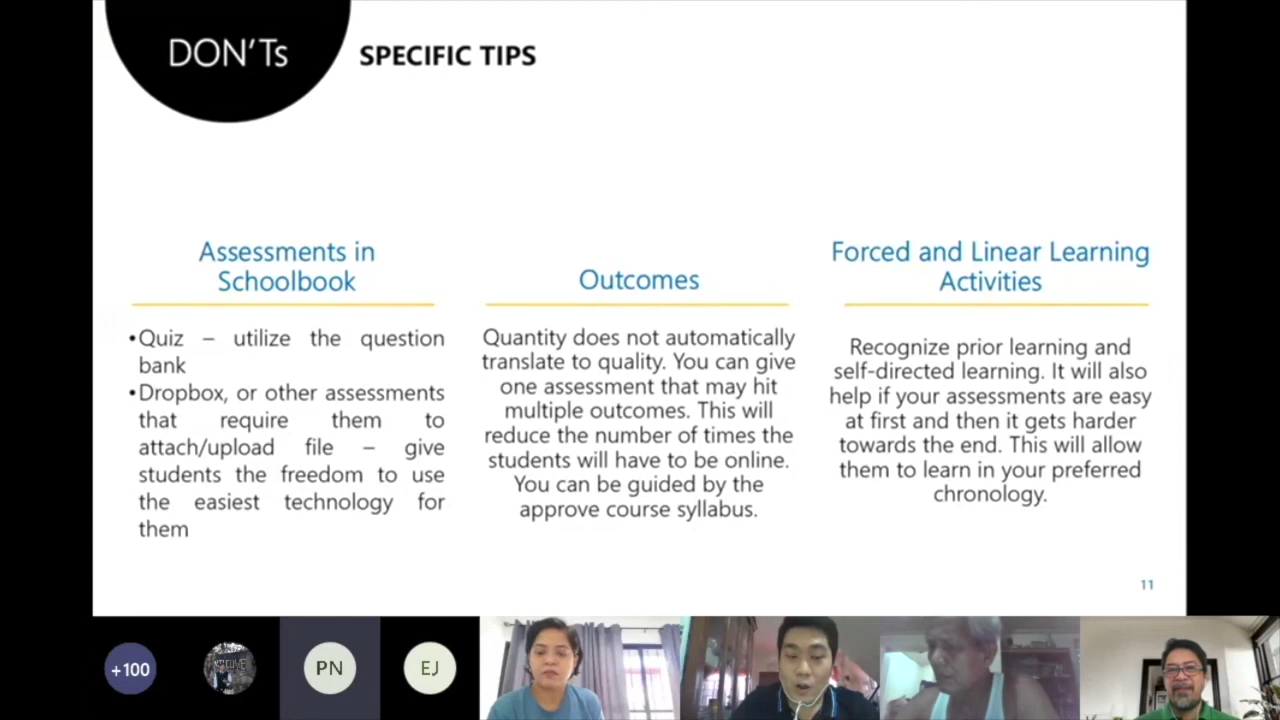 DON'Ts
SPECIFIC TIPS
Assessments in
Schoolbook
•Quiz – utilize the question
bank
•Dropbox, or other assessments
that require them to
attach/upload file – give
students the freedom to use
the easiest technology for
them
Outcomes
Quantity does not automatically
translate to quality. You can give
one assessment that may hit
multiple outcomes. This will
reduce the number of times the
students will have to be online.
You can be guided by the
approve course syllabus.
Forced and Linear Learning
Activities
Recognize prior learning and
self-directed learning. It will also
help if your assessments are easy
at first and then it gets harder
towards the end. This will allow
them to learn in your preferred
chronology.
11
+100
PN
EJ